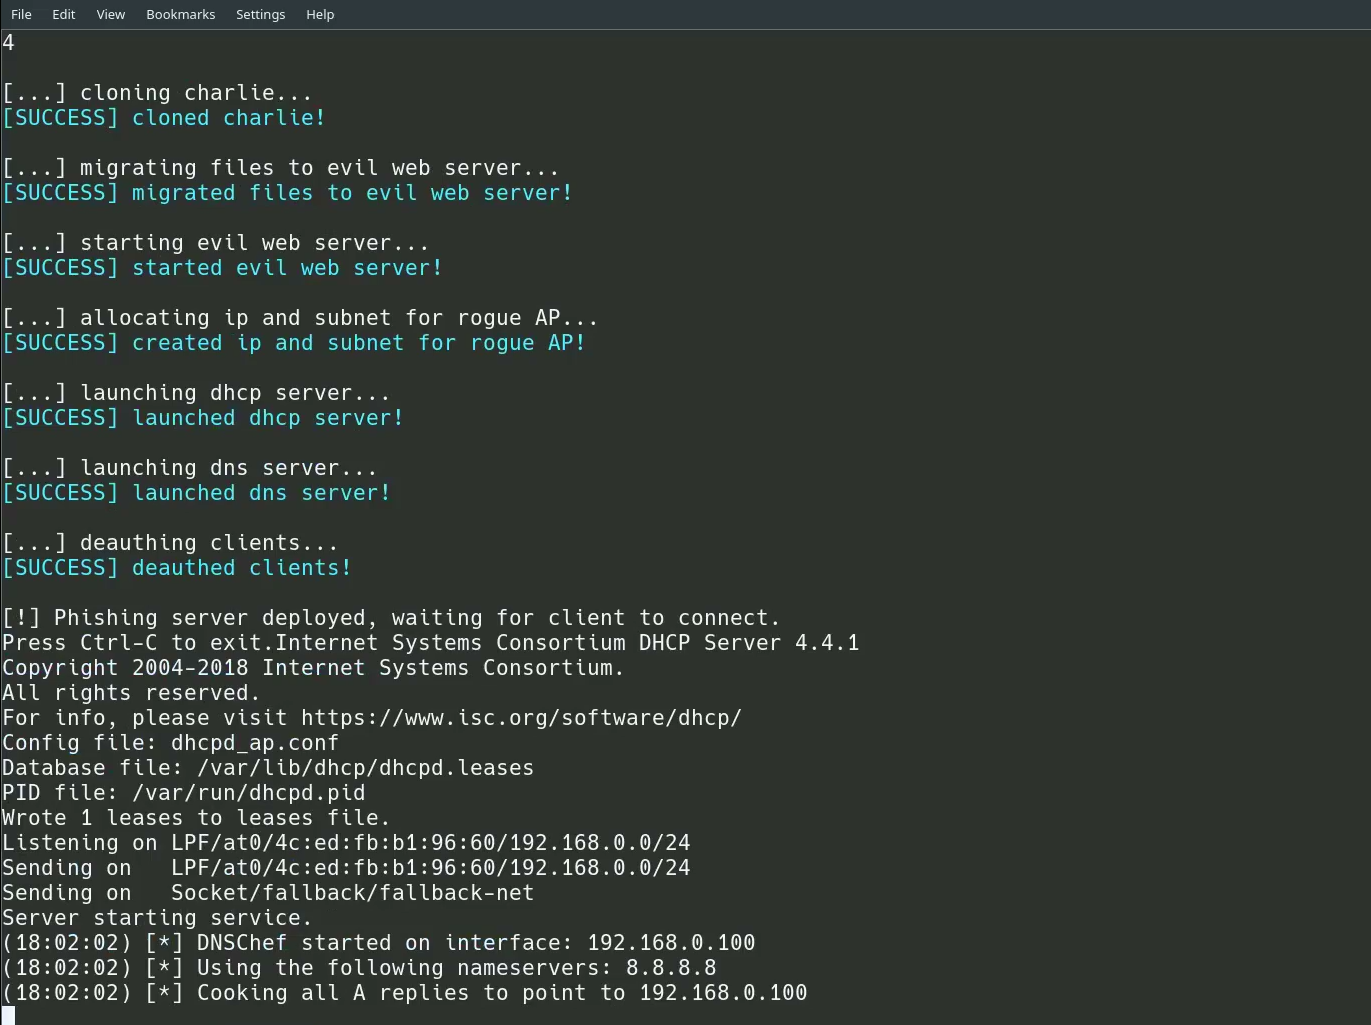 File Edit View Bookmarks Settings Help
4
[...] cloning charlie...
[SUCCESS] cloned charlie!
[...] migrating files to evil web server...
[SUCCESS] migrated files to evil web server!
[...] starting evil web server...
[SUCCESS] started evil web server!
[...] allocating ip and subnet for rogue AP...
[SUCCESS] created ip and subnet for rogue AP!
[...] launching dhcp server...
[SUCCESS] launched dhcp server!
[...] launching dns server...
[SUCCESS] launched dns server!
[...] deauthing clients...
[SUCCESS] deauthed clients!
[!] Phishing server deployed, waiting for client to connect.
Press Ctrl-C to exit.Internet Systems Consortium DHCP Server 4.4.1
Copyright 2004-2018 Internet Systems Consortium.
All rights reserved.
For info, please visit https://www.isc.org/software/dhcp/
Config file: dhcpd_ap.conf
Database file: /var/lib/dhcp/dhcpd.leases
PID file: /var/run/dhcpd.pid
Wrote 1 leases to leases file.
Listening on LPF/at0/4c:ed:fb:b1:96:60/192.168.0.0/24
Sending on   LPF/at0/4c:ed:fb:b1:96:60/192.168.0.0/24
Sending on   Socket/fallback/fallback-net
Server starting service.
(18:02:02) [*] DNSChef started on interface: 192.168.0.100
(18:02:02) [*] Using the following nameservers: 8.8.8.8
(18:02:02) [*] Cooking all A replies to point to 192.168.0.100